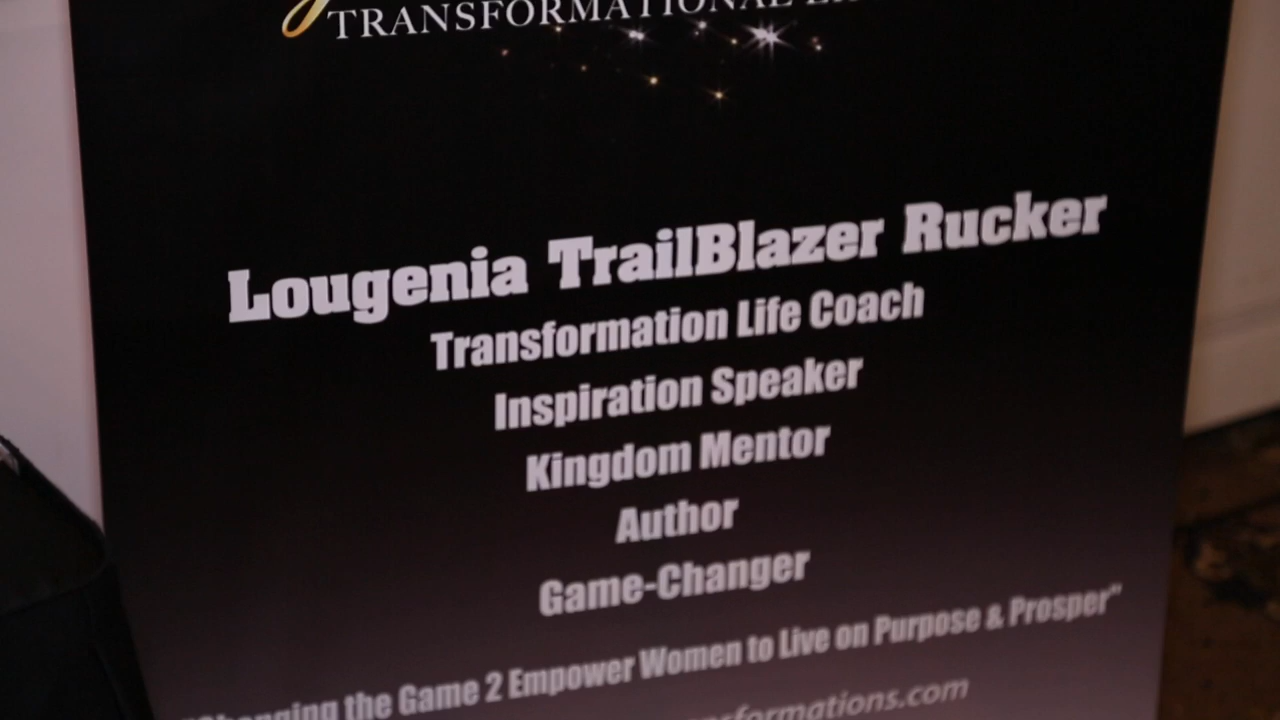 TRANSFORMATIONAL
Lougenia TrailBlazer Rucker
Transformation Life Coach
Inspiration Speaker
Kingdom Mentor
Author
Game-Changer
"Changing the Game 2 Empower Women to Live on Purpose & Prosper"